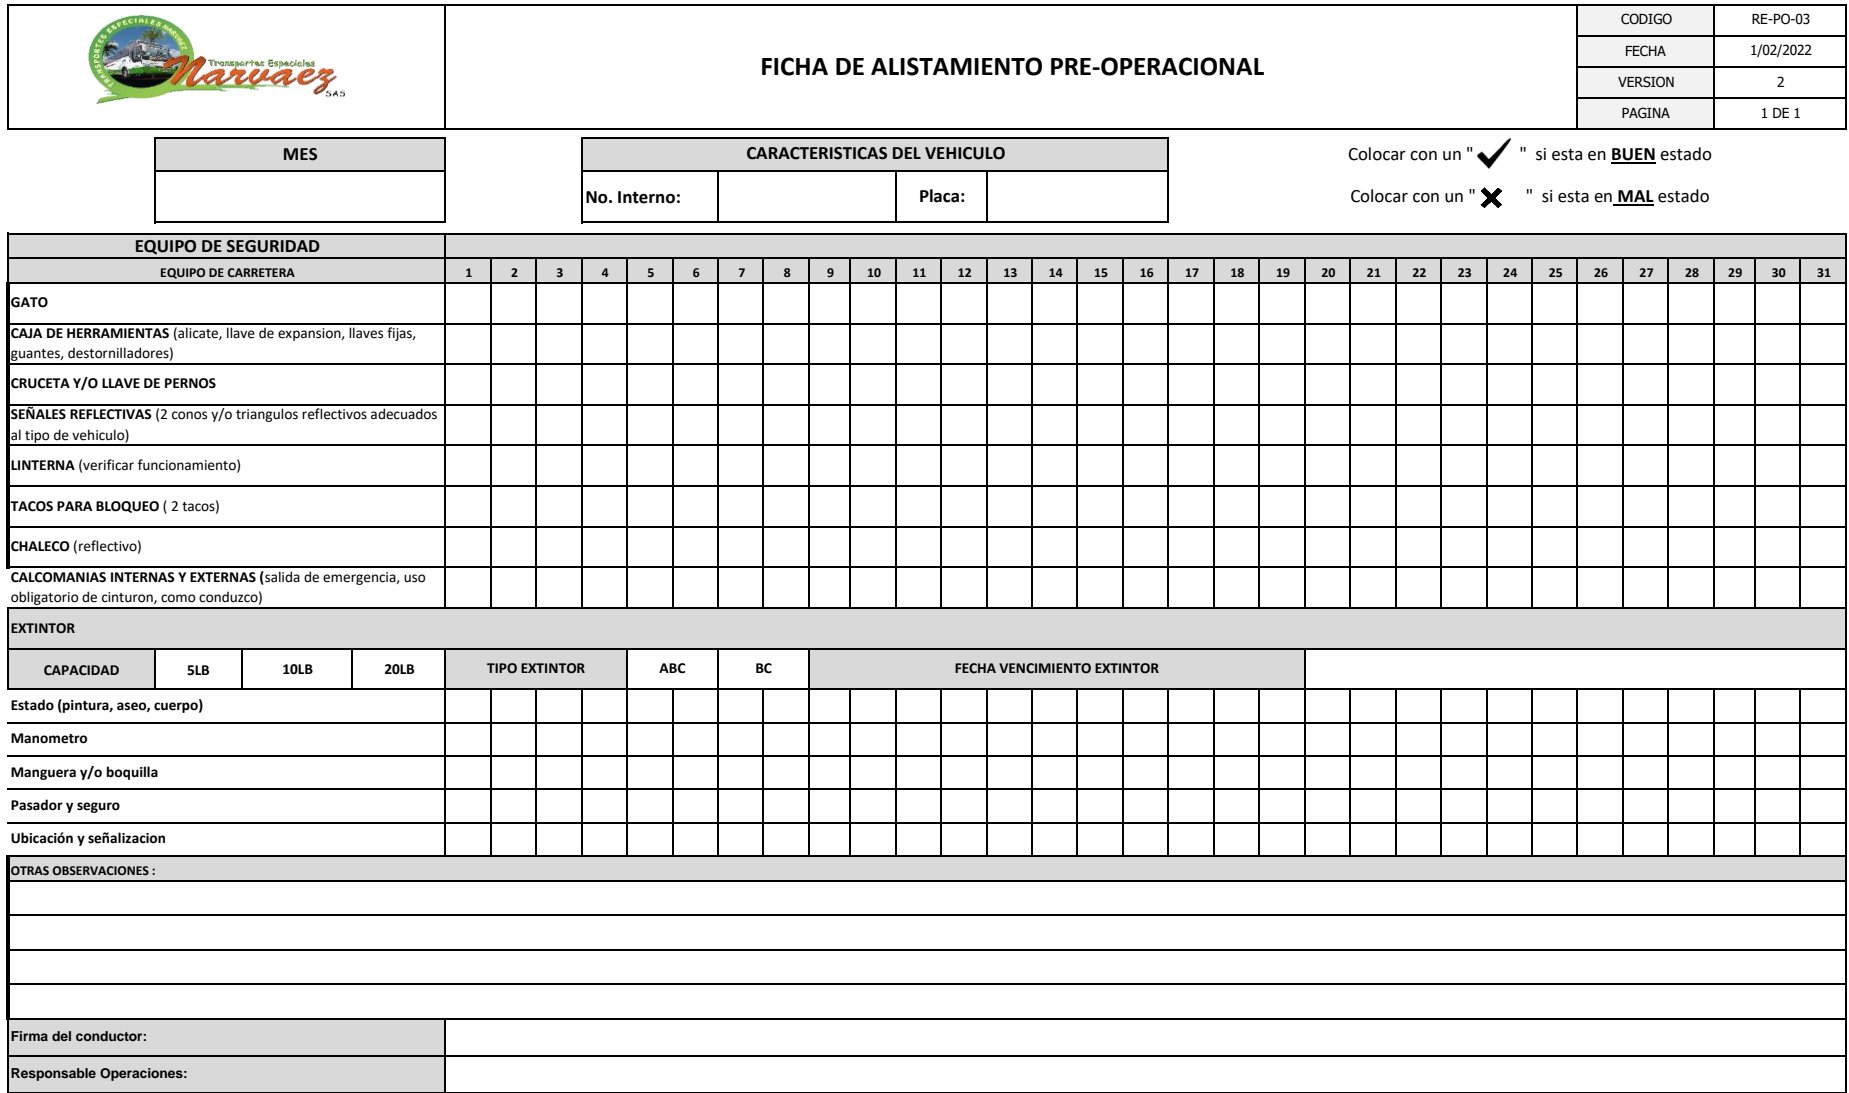 TRANSPORTES ESPECIALES NARVAEZ
Transportes Especiales
Narvaez
SAS
FICHA DE ALISTAMIENTO PRE-OPERACIONAL
CODIGO RE-PO-03
FECHA 1/02/2022
VERSION 2
PAGINA 1 DE 1
MES
CARACTERISTICAS DEL VEHICULO
No. Interno: Placa:
Colocar con un " ✔ " si esta en BUEN estado
Colocar con un " ✖ " si esta en MAL estado
EQUIPO DE SEGURIDAD
EQUIPO DE CARRETERA 1 2 3 4 5 6 7 8 9 10 11 12 13 14 15 16 17 18 19 20 21 22 23 24 25 26 27 28 29 30 31
GATO
CAJA DE HERRAMIENTAS (alicate, llave de expansion, llaves fijas,
guantes, destornilladores)
CRUCETA Y/O LLAVE DE PERNOS
SEÑALES REFLECTIVAS (2 conos y/o triangulos reflectivos adecuados
al tipo de vehiculo)
LINTERNA (verificar funcionamiento)
TACOS PARA BLOQUEO ( 2 tacos)
CHALECO (reflectivo)
CALCOMANIAS INTERNAS Y EXTERNAS (salida de emergencia, uso
obligatorio de cinturon, como conduzco)
EXTINTOR
CAPACIDAD 5LB 10LB 20LB TIPO EXTINTOR ABC BC FECHA VENCIMIENTO EXTINTOR
Estado (pintura, aseo, cuerpo)
Manometro
Manguera y/o boquilla
Pasador y seguro
Ubicación y señalizacion
OTRAS OBSERVACIONES :
Firma del conductor:
Responsable Operaciones: